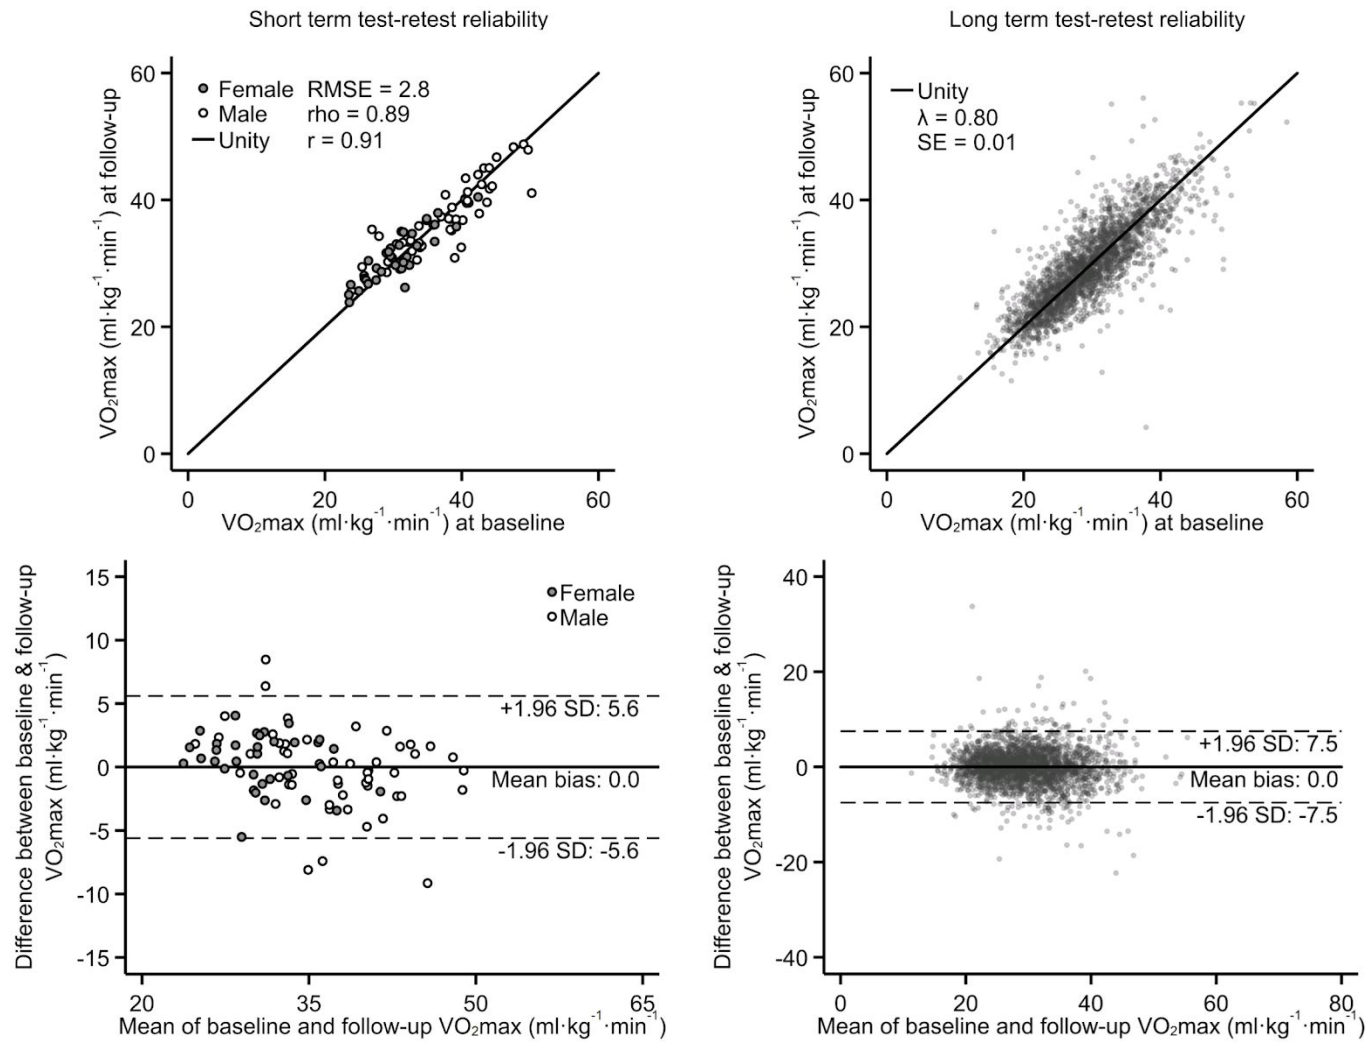 Short term test-retest reliability
VO₂max (ml·kg⁻¹·min⁻¹) at follow-up
60
40
20
0
Female RMSE = 2.8
Male rho = 0.89
Unity r = 0.91
0 20 40 60
VO₂max (ml·kg⁻¹·min⁻¹) at baseline
Long term test-retest reliability
VO₂max (ml·kg⁻¹·min⁻¹) at follow-up
60
40
20
0
Unity
λ = 0.80
SE = 0.01
0 20 40 60
VO₂max (ml·kg⁻¹·min⁻¹) at baseline
Difference between baseline & follow-up
VO₂max (ml·kg⁻¹·min⁻¹)
15
10
5
0
-5
-10
-15
Female
Male
+1.96 SD: 5.6
Mean bias: 0.0
-1.96 SD: -5.6
20 35 50 65
Mean of baseline and follow-up VO₂max (ml·kg⁻¹·min⁻¹)
Difference between baseline & follow-up
VO₂max (ml·kg⁻¹·min⁻¹)
40
20
0
-20
-40
+1.96 SD: 7.5
Mean bias: 0.0
-1.96 SD: -7.5
0 20 40 60 80
Mean of baseline and follow-up VO₂max (ml·kg⁻¹·min⁻¹)